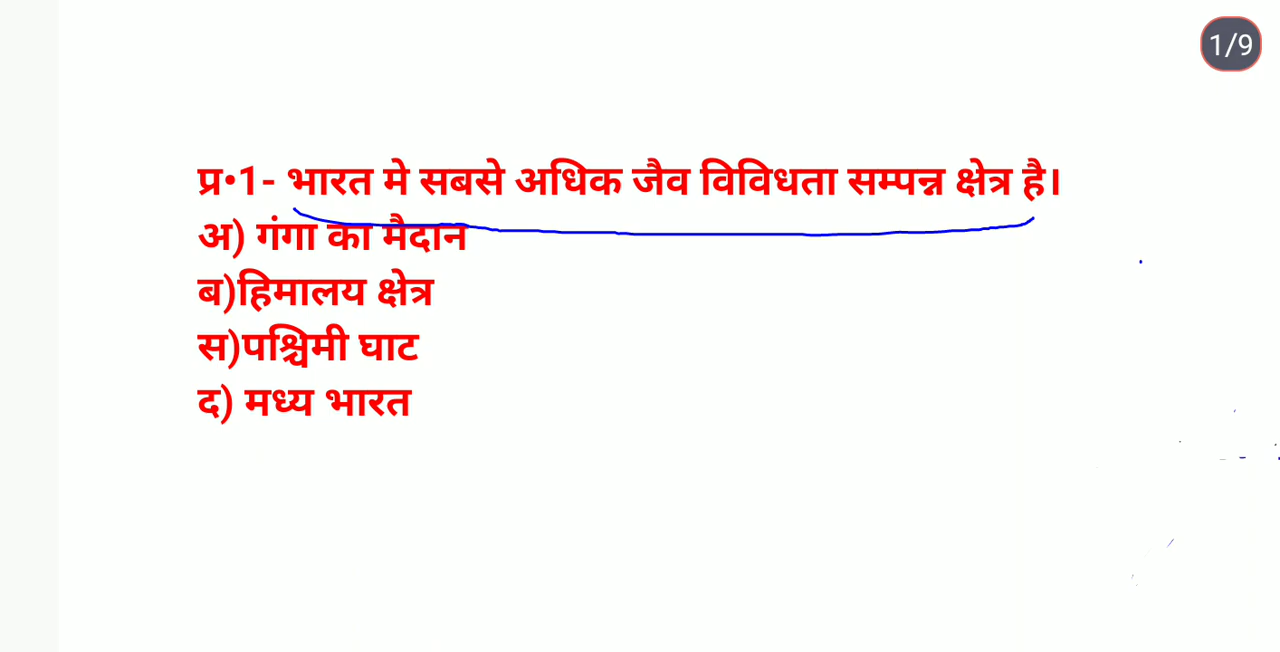 1/9
प्र•1- भारत मे सबसे अधिक जैव विविधता सम्पन्न क्षेत्र है।
अ) गंगा का मैदान
ब)हिमालय क्षेत्र
स)पश्चिमी घाट
द) मध्य भारत